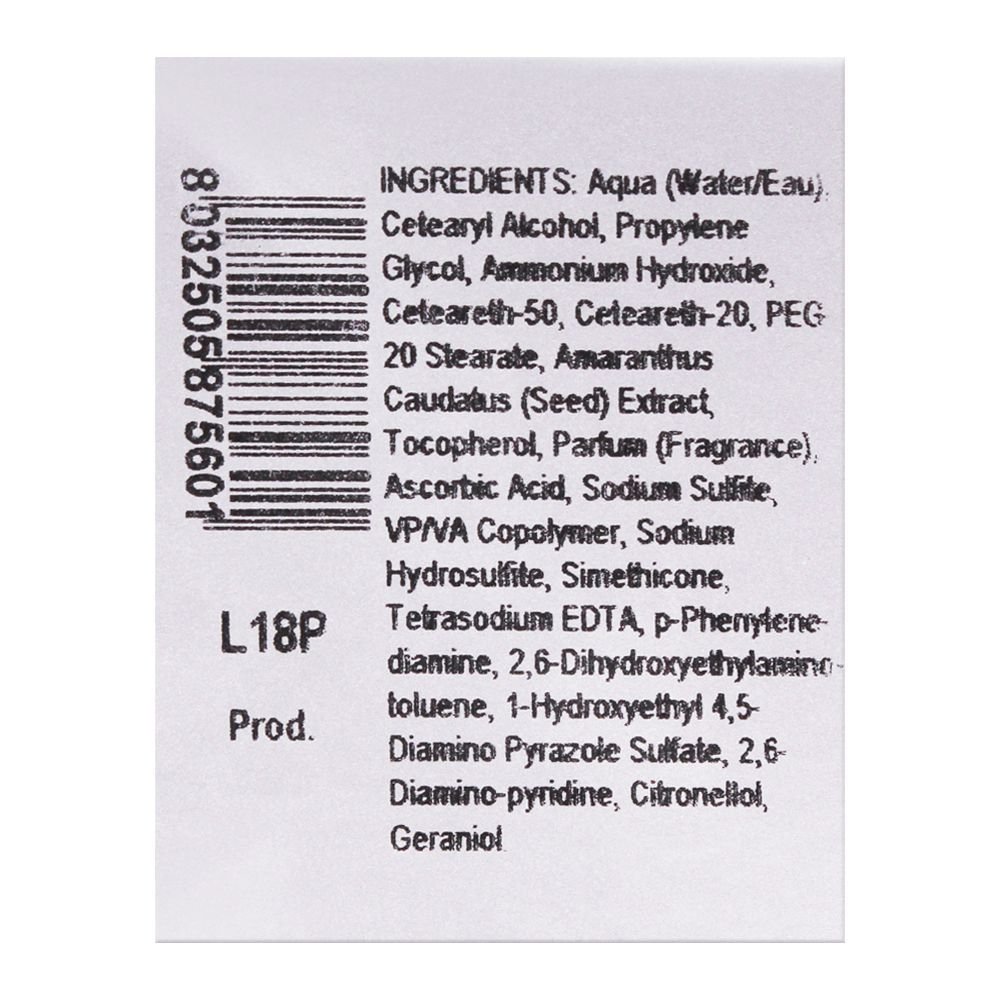 8032505875601
INGREDIENTS: Aqua (Water/Eau),
Cetearyl Alcohol, Propylene
Glycol, Ammonium Hydroxide,
Ceteareth-50, Ceteareth-20, PEG-
20 Stearate, Amaranthus
Caudatus (Seed) Extract,
Tocopherol, Parfum (Fragrance),
Ascorbic Acid, Sodium Sulfite,
VP/VA Copolymer, Sodium
Hydrosulfite, Simethicone,
Tetrasodium EDTA, p-Phenylene-
diamine, 2,6-Dihydroxyethylamino-
toluene, 1-Hydroxyethyl 4,5-
Diamino Pyrazole Sulfate, 2,6-
Diamino-pyridine, Citronellol,
Geraniol
L18P
Prod.